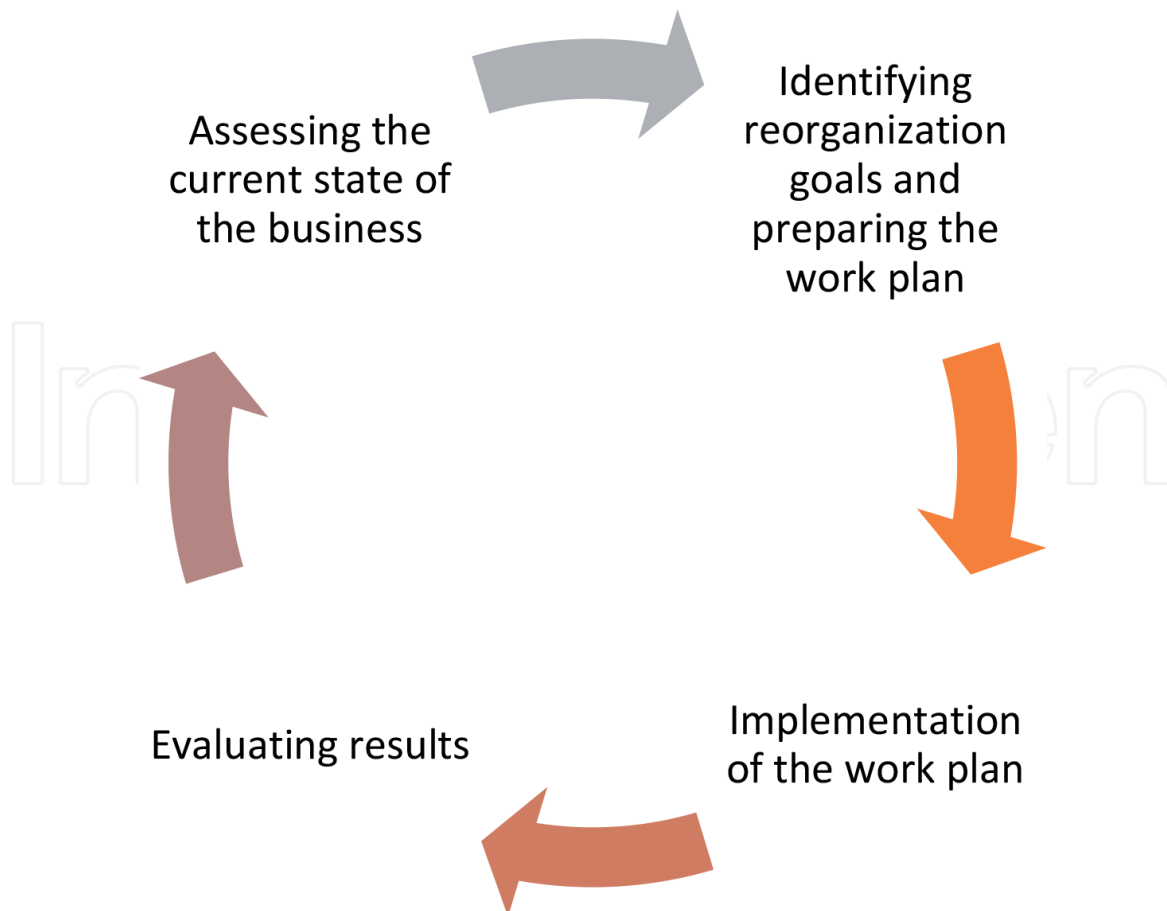 Assessing the
current state of
the business
Identifying
reorganization
goals and
preparing the
work plan
Implementation
of the work plan
Evaluating results